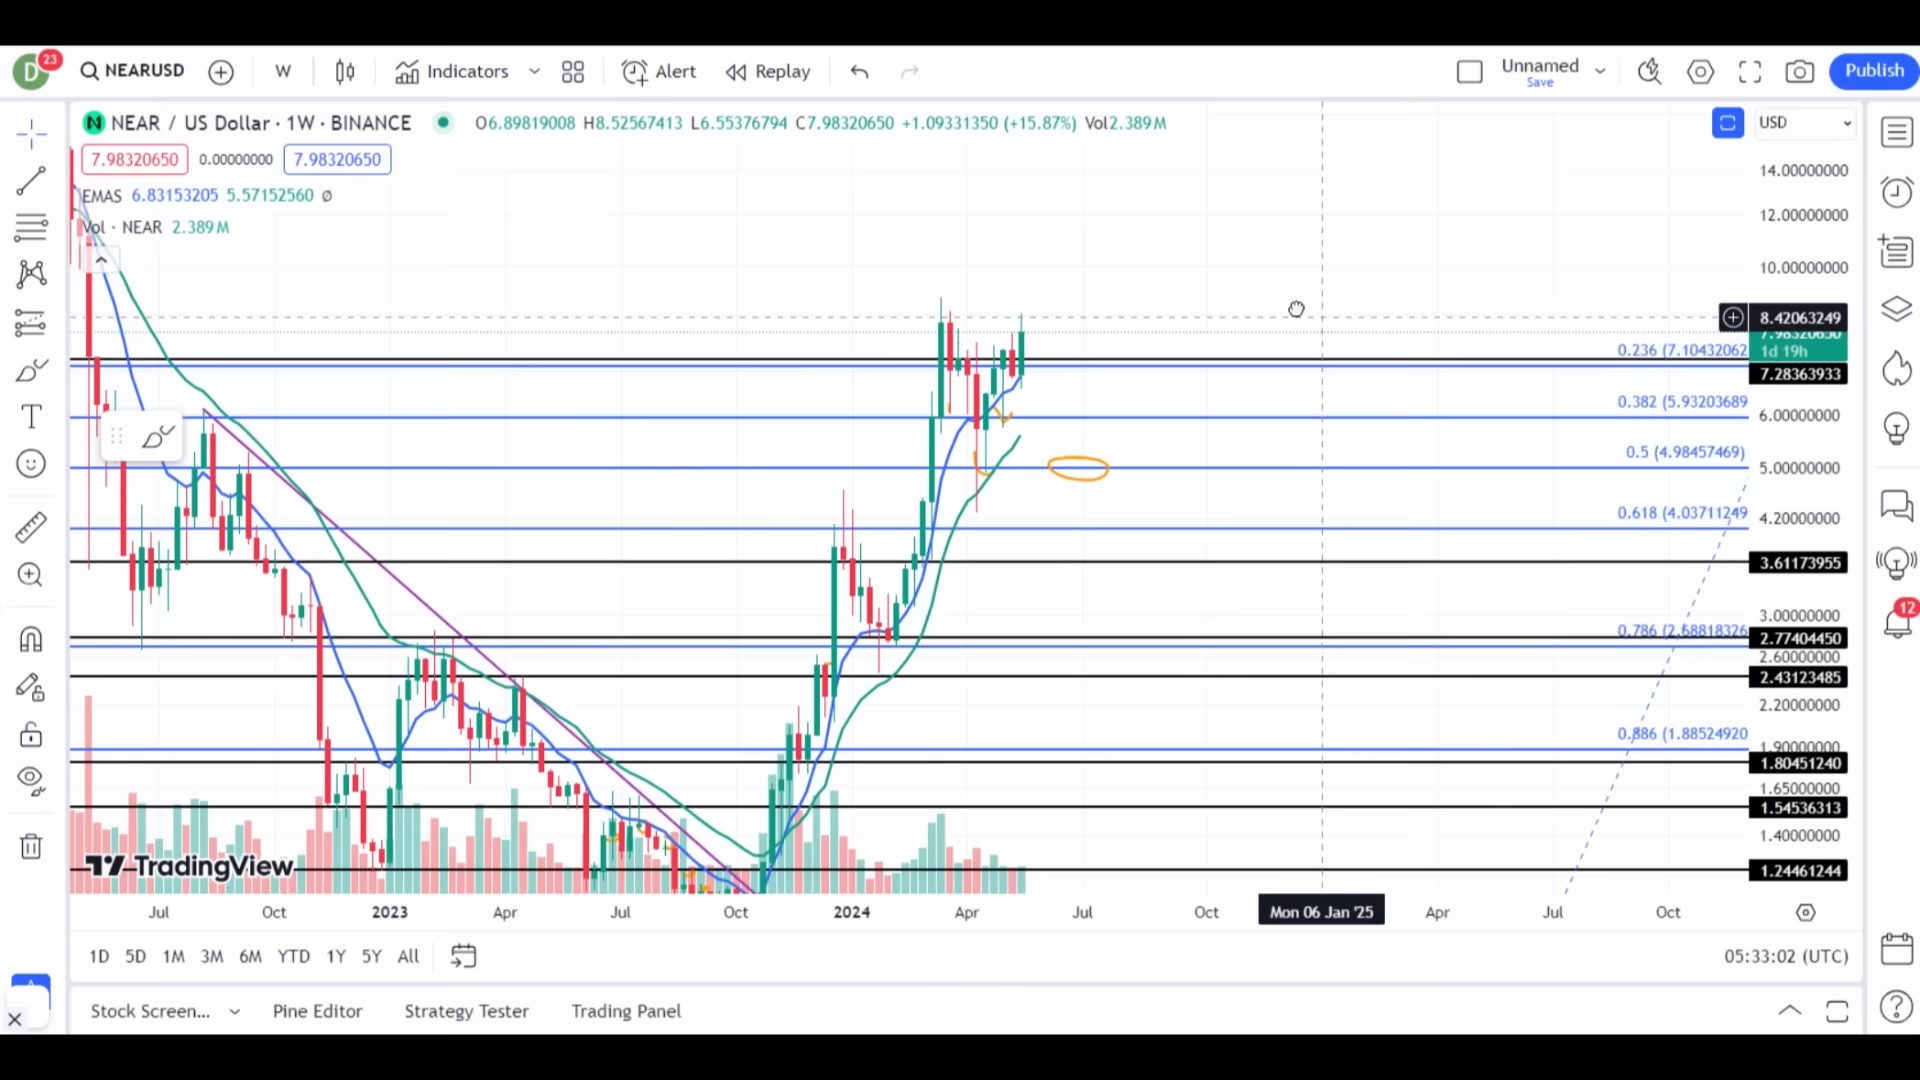 D 23 NEARUSD W Indicators Alert Replay Unnamed Publish
Save
N NEAR / US Dollar · 1W · BINANCE O6.89819008 H8.52567413 L6.55376794 C7.98320650 +1.09331350 (+15.87%) Vol2.389M USD
7.98320650 0.00000000 7.98320650
EMAS 6.83153205 5.57152560 Ø
Vol · NEAR 2.389M
14.00000000
12.00000000
10.00000000
8.42063249
7.98320650
0.236 (7.10432062 1d 19h
7.28363933
0.382 (5.93203689
6.00000000
0.5 (4.98457469)
5.00000000
0.618 (4.03711249
4.20000000
3.61173955
3.00000000
0.786 (2.68818326
2.77404450
2.60000000
2.43123485
2.20000000
0.886 (1.88524920
1.90000000
1.80451240
1.65000000
1.54536313
1.40000000
1.24461244
12
TradingView
Jul Oct 2023 Apr Jul Oct 2024 Apr Jul Oct Mon 06 Jan '25 Apr Jul Oct
1D 5D 1M 3M 6M YTD 1Y 5Y All 05:33:02 (UTC)
Stock Screen... Pine Editor Strategy Tester Trading Panel